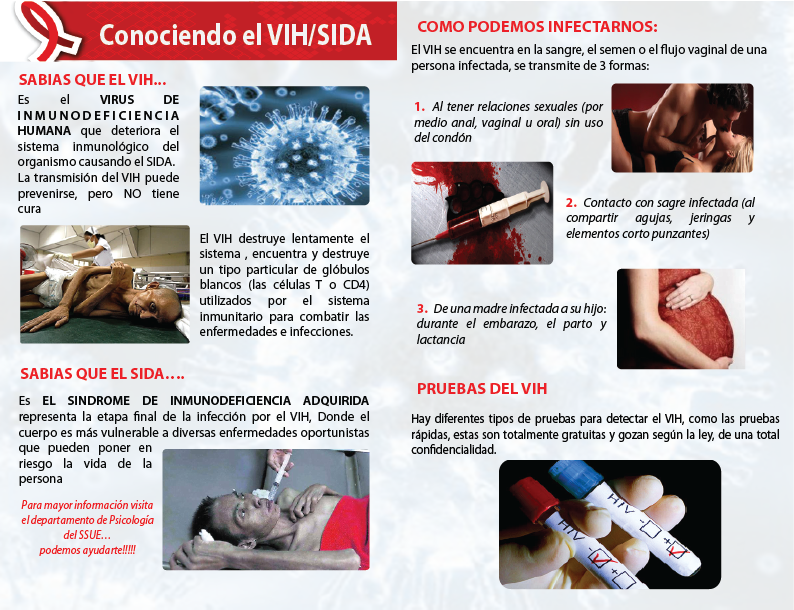 Conociendo el VIH/SIDA
SABIAS QUE EL VIH...
Es el VIRUS DE
INMUNODEFICIENCIA
HUMANA que deteriora el
sistema inmunológico del
organismo causando el SIDA.
La transmisión del VIH puede
prevenirse, pero NO tiene
cura
El VIH destruye lentamente el
sistema , encuentra y destruye
un tipo particular de glóbulos
blancos (las células T o CD4)
utilizados por el sistema
inmunitario para combatir las
enfermedades e infecciones.
SABIAS QUE EL SIDA....
Es EL SINDROME DE INMUNODEFICIENCIA ADQUIRIDA
representa la etapa final de la infección por el VIH, Donde el
cuerpo es más vulnerable a diversas enfermedades oportunistas
que pueden poner en
riesgo la vida de la
persona
Para mayor información visita
el departamento de Psicología
del SSUE...
podemos ayudarte!!!!!
COMO PODEMOS INFECTARNOS:
El VIH se encuentra en la sangre, el semen o el flujo vaginal de una
persona infectada, se transmite de 3 formas:
1. Al tener relaciones sexuales (por
medio anal, vaginal u oral) sin uso
del condón
2. Contacto con sagre infectada (al
compartir agujas, jeringas y
elementos corto punzantes)
3. De una madre infectada a su hijo:
durante el embarazo, el parto y
lactancia
PRUEBAS DEL VIH
Hay diferentes tipos de pruebas para detectar el VIH, como las pruebas
rápidas, estas son totalmente gratuitas y gozan según la ley, de una total
confidencialidad.
HIV - +
HIV - +